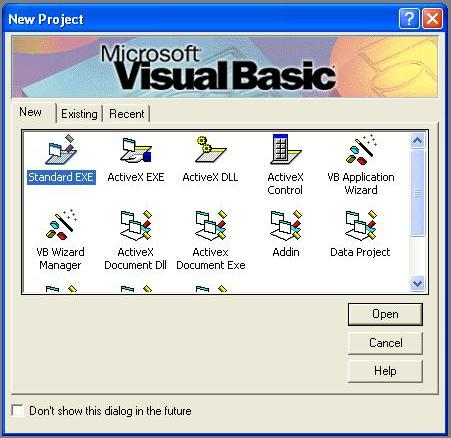 New Project
Microsoft
Visual Basic
New Existing Recent
Standard EXE ActiveX EXE ActiveX DLL ActiveX Control VB Application Wizard
VB Wizard Manager ActiveX Document Dll Activex Document Exe Addin Data Project
Open
Cancel
Help
Don't show this dialog in the future